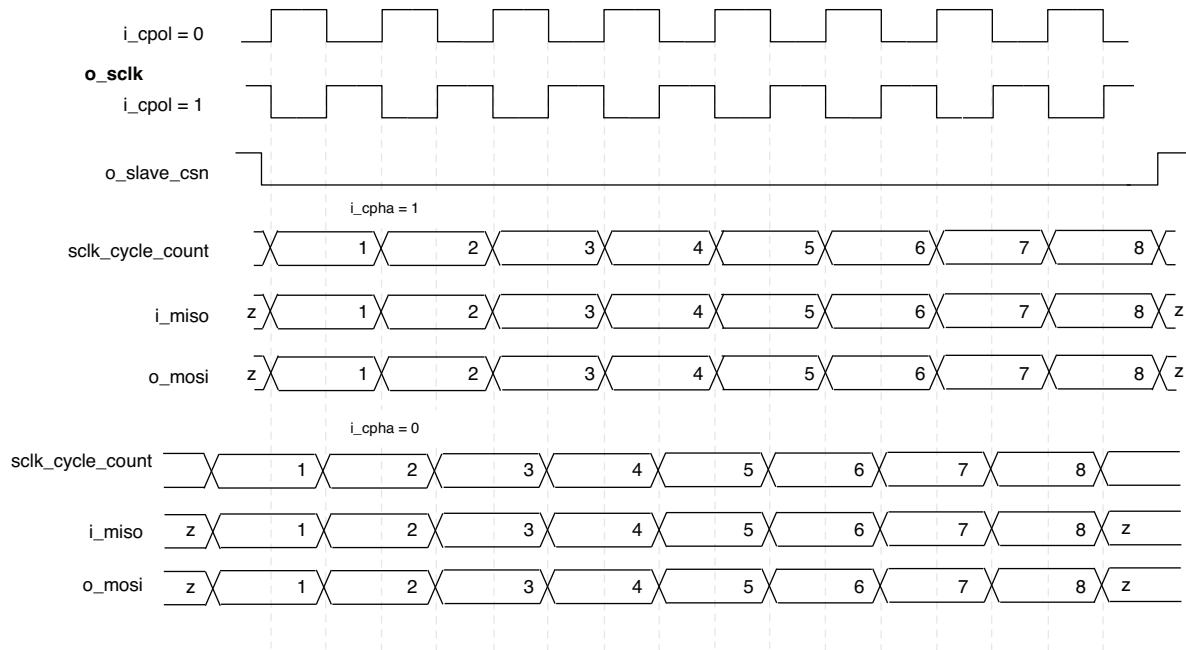 i_cpol = 0
o_sclk
i_cpol = 1
o_slave_csn
i_cpha = 1
sclk_cycle_count 1 2 3 4 5 6 7 8
i_miso z 1 2 3 4 5 6 7 8 z
o_mosi z 1 2 3 4 5 6 7 8 z
i_cpha = 0
sclk_cycle_count 1 2 3 4 5 6 7 8
i_miso z 1 2 3 4 5 6 7 8 z
o_mosi z 1 2 3 4 5 6 7 8 z